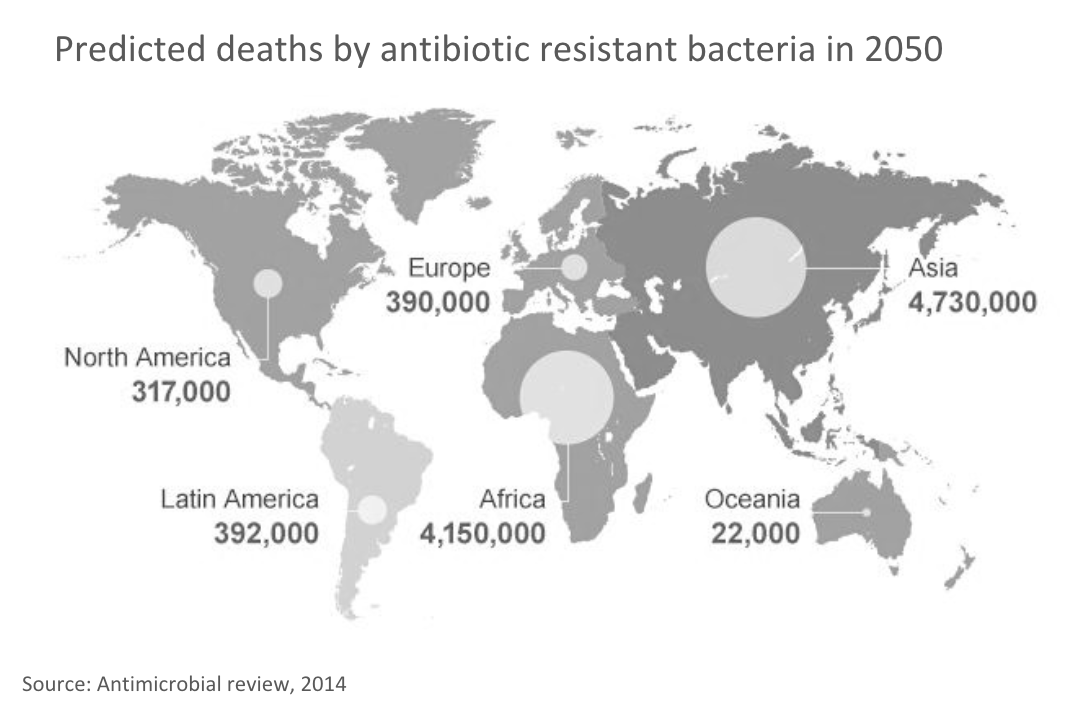 Predicted deaths by antibiotic resistant bacteria in 2050
Europe
390,000
Asia
4,730,000
North America
317,000
Latin America
392,000
Africa
4,150,000
Oceania
22,000
Source: Antimicrobial review, 2014